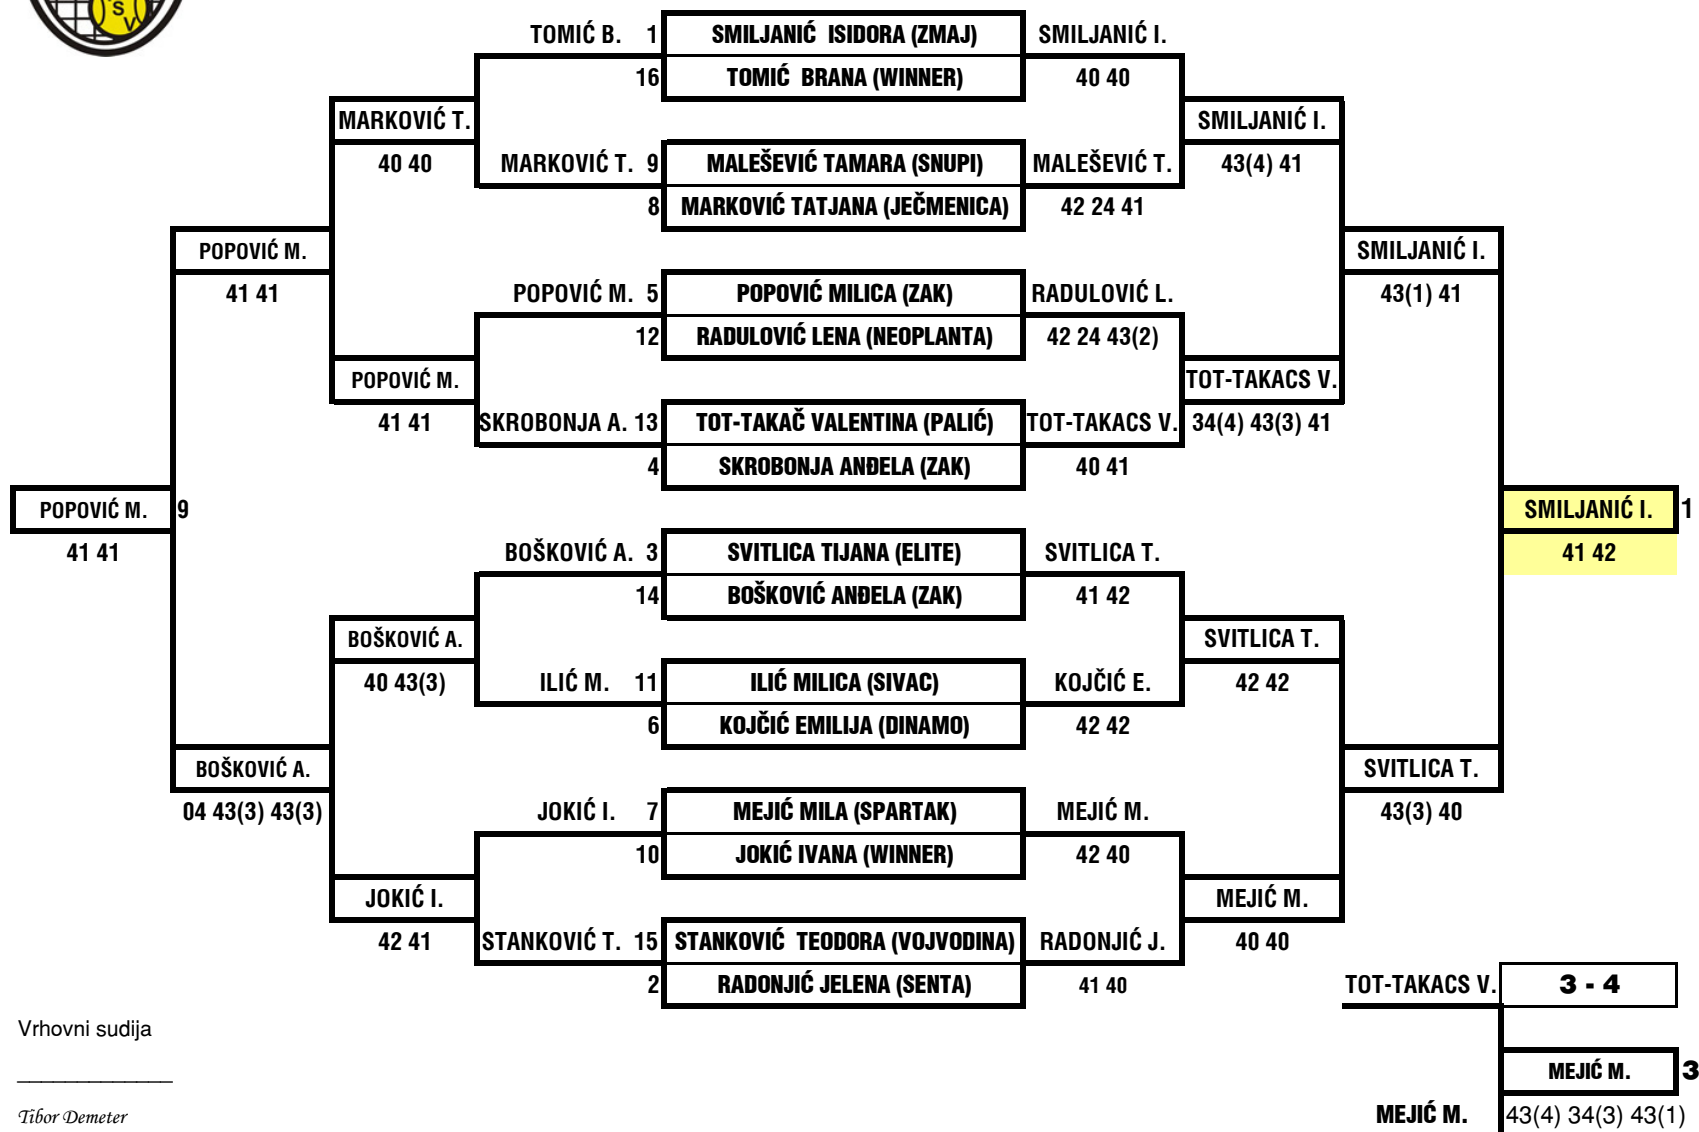 S
V
TOMIĆ B. 1 SMILJANIĆ ISIDORA (ZMAJ) SMILJANIĆ I.
16 TOMIĆ BRANA (WINNER) 40 40
MARKOVIĆ T. SMILJANIĆ I.
40 40 MARKOVIĆ T. 9 MALEŠEVIĆ TAMARA (SNUPI) MALEŠEVIĆ T. 43(4) 41
8 MARKOVIĆ TATJANA (JEČMENICA) 42 24 41
POPOVIĆ M. SMILJANIĆ I.
41 41 POPOVIĆ M. 5 POPOVIĆ MILICA (ZAK) RADULOVIĆ L. 43(1) 41
12 RADULOVIĆ LENA (NEOPLANTA) 42 24 43(2)
POPOVIĆ M. TOT-TAKACS V.
41 41 SKROBONJA A. 13 TOT-TAKAČ VALENTINA (PALIĆ) TOT-TAKACS V. 34(4) 43(3) 41
4 SKROBONJA ANĐELA (ZAK) 40 41
POPOVIĆ M. 9 SMILJANIĆ I. 1
41 41 BOŠKOVIĆ A. 3 SVITLICA TIJANA (ELITE) SVITLICA T. 41 42
14 BOŠKOVIĆ ANĐELA (ZAK) 41 42
BOŠKOVIĆ A. SVITLICA T.
40 43(3) ILIĆ M. 11 ILIĆ MILICA (SIVAC) KOJČIĆ E. 42 42
6 KOJČIĆ EMILIJA (DINAMO) 42 42
BOŠKOVIĆ A. SVITLICA T.
04 43(3) 43(3) JOKIĆ I. 7 MEJIĆ MILA (SPARTAK) MEJIĆ M. 43(3) 40
10 JOKIĆ IVANA (WINNER) 42 40
JOKIĆ I. MEJIĆ M.
42 41 STANKOVIĆ T. 15 STANKOVIĆ TEODORA (VOJVODINA) RADONJIĆ J. 40 40
2 RADONJIĆ JELENA (SENTA) 41 40 TOT-TAKACS V. 3 - 4
Vrhovni sudija
MEJIĆ M. 3
Tibor Demeter MEJIĆ M. 43(4) 34(3) 43(1)